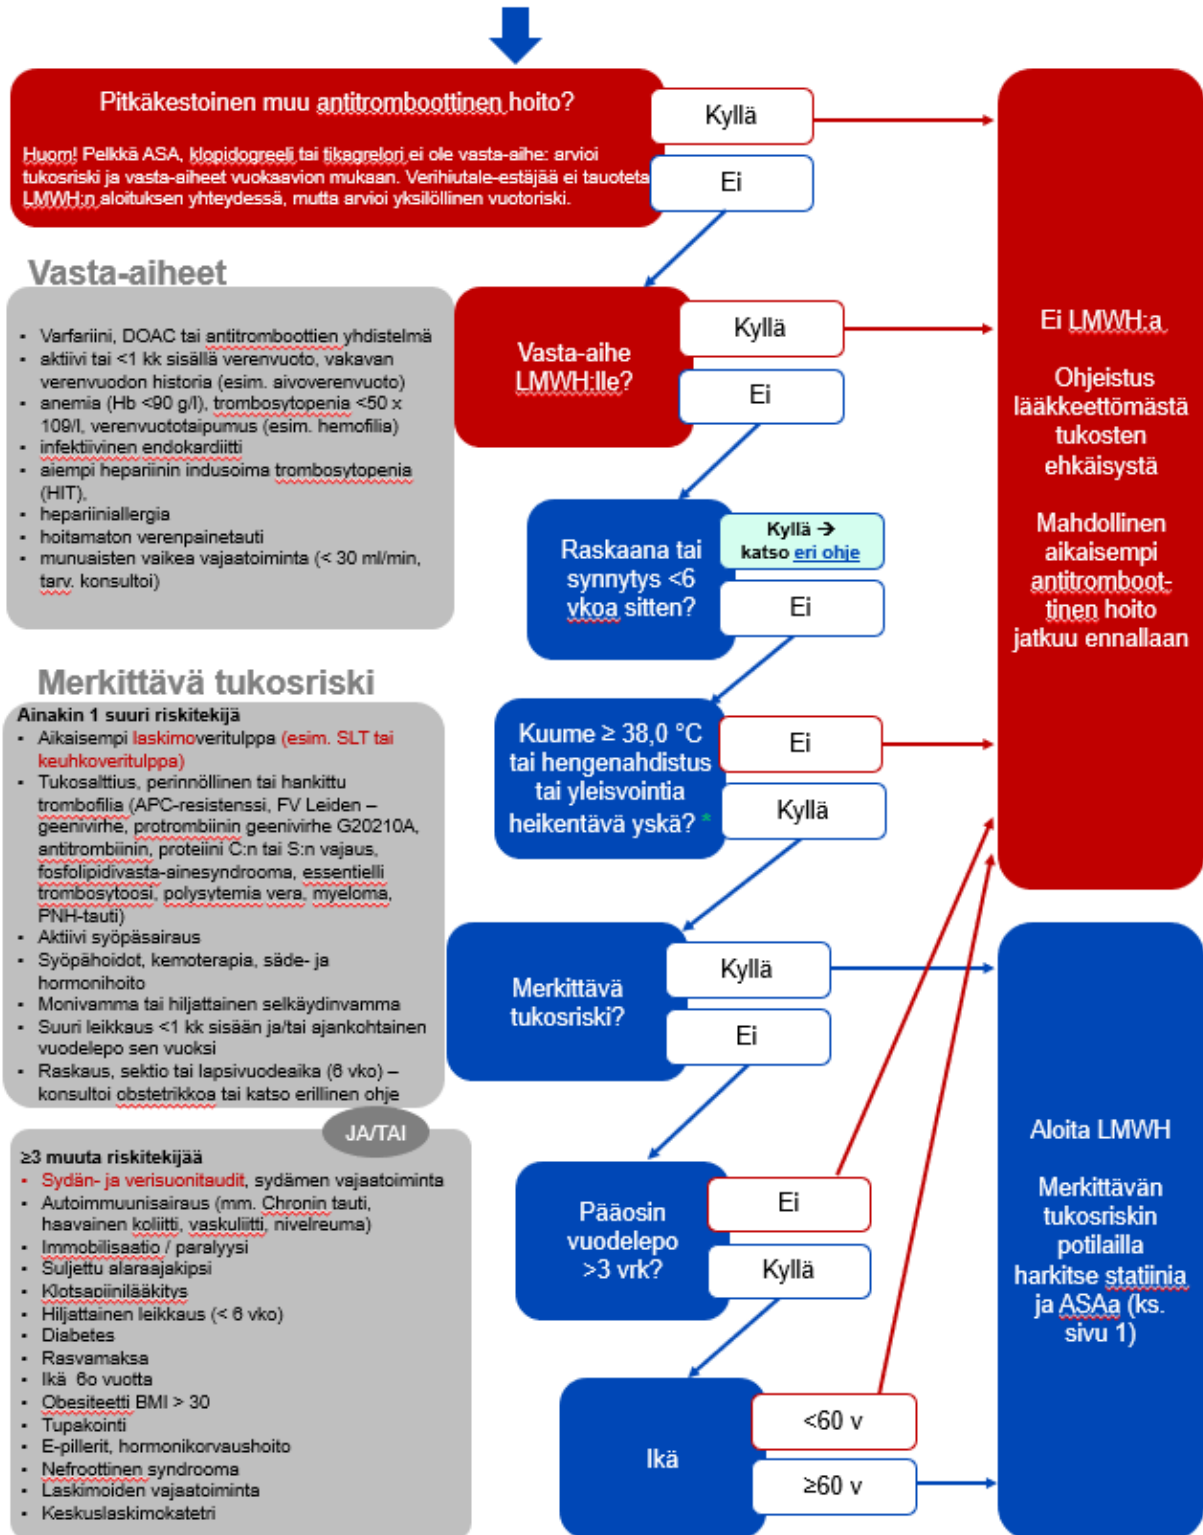 Pitkäkestoinen muu antitromboottinen hoito?
Huom! Pelkkä ASA, klopidogreeli tai tikagrelori ei ole vasta-aihe: arvioi
tukosriski ja vasta-aiheet vuokaavion mukaan. Verihiutale-estäjää ei tauoteta
LMWH:n aloituksen yhteydessä, mutta arvioi yksilöllinen vuotoriski.
Kyllä
Ei
Vasta-aiheet
▪ Varfariini, DOAC tai antitromboottien yhdistelmä
▪ aktiivi tai <1 kk sisällä verenvuoto, vakavan
verenvuodon historia (esim. aivoverenvuoto)
▪ anemia (Hb <90 g/l), trombosytopenia <50 x
109/l, verenvuototaipumus (esim. hemofilia)
▪ infektiivinen endokardiitti
▪ aiempi hepariinin indusoima trombosytopenia
(HIT),
▪ hepariiniallergia
▪ hoitamaton verenpainetauti
▪ munuaisten vaikea vajaatoiminta (< 30 ml/min,
tarv. konsultoi)
Vasta-aihe
LMWH:lle?
Kyllä
Ei
Raskaana tai
synnytys <6
vkoa sitten?
Kyllä →
katso eri ohje
Ei
Ei LMWH:a
Ohjeistus
lääkkeettömästä
tukosten
ehkäisystä
Mahdollinen
aikaisempi
antitromboot-
tinen hoito
jatkuu ennallaan
Merkittävä tukosriski
Ainakin 1 suuri riskitekijä
▪ Aikaisempi laskimoveritulppa (esim. SLT tai
keuhkoveritulppa)
▪ Tukosalttius, perinnöllinen tai hankittu
trombofilia (APC-resistenssi, FV Leiden –
geenivirhe, protrombiinin geenivirhe G20210A,
antitrombiinin, proteiini C:n tai S:n vajaus,
fosfolipidivasta-ainesyndrooma, essentielli
trombosytoosi, polysytemia vera, myeloma,
PNH-tauti)
▪ Aktiivi syöpäsairaus
▪ Syöpähoidot, kemoterapia, säde- ja
hormonihoito
▪ Monivamma tai hiljattainen selkäydinvamma
▪ Suuri leikkaus <1 kk sisään ja/tai ajankohtainen
vuodelepo sen vuoksi
▪ Raskaus, sektio tai lapsivuodeaika (6 vko) –
konsultoi obstetrikkoa tai katso erillinen ohje
JA/TAI
≥3 muuta riskitekijää
▪ Sydän- ja verisuonitaudit, sydämen vajaatoiminta
▪ Autoimmuunisairaus (mm. Chronin tauti,
haavainen koliitti, vaskuliitti, nivelreuma)
▪ Immobilisaatio / paralyysi
▪ Suljettu alaraajakipsi
▪ Klotsapiinilääkitys
▪ Hiljattainen leikkaus (< 6 vko)
▪ Diabetes
▪ Rasvamaksa
▪ Ikä 6o vuotta
▪ Obesiteetti BMI > 30
▪ Tupakointi
▪ E-pillerit, hormonikorvaushoito
▪ Nefroottinen syndrooma
▪ Laskimoiden vajaatoiminta
▪ Keskuslaskimokatetri
Kuume ≥ 38,0 °C
tai hengenahdistus
tai yleisvointia
heikentävä yskä? *
Ei
Kyllä
Merkittävä
tukosriski?
Kyllä
Ei
Pääosin
vuodelepo
>3 vrk?
Ei
Kyllä
Ikä
<60 v
≥60 v
Aloita LMWH
Merkittävän
tukosriskin
potilailla
harkitse statiinia
ja ASAa (ks.
sivu 1)